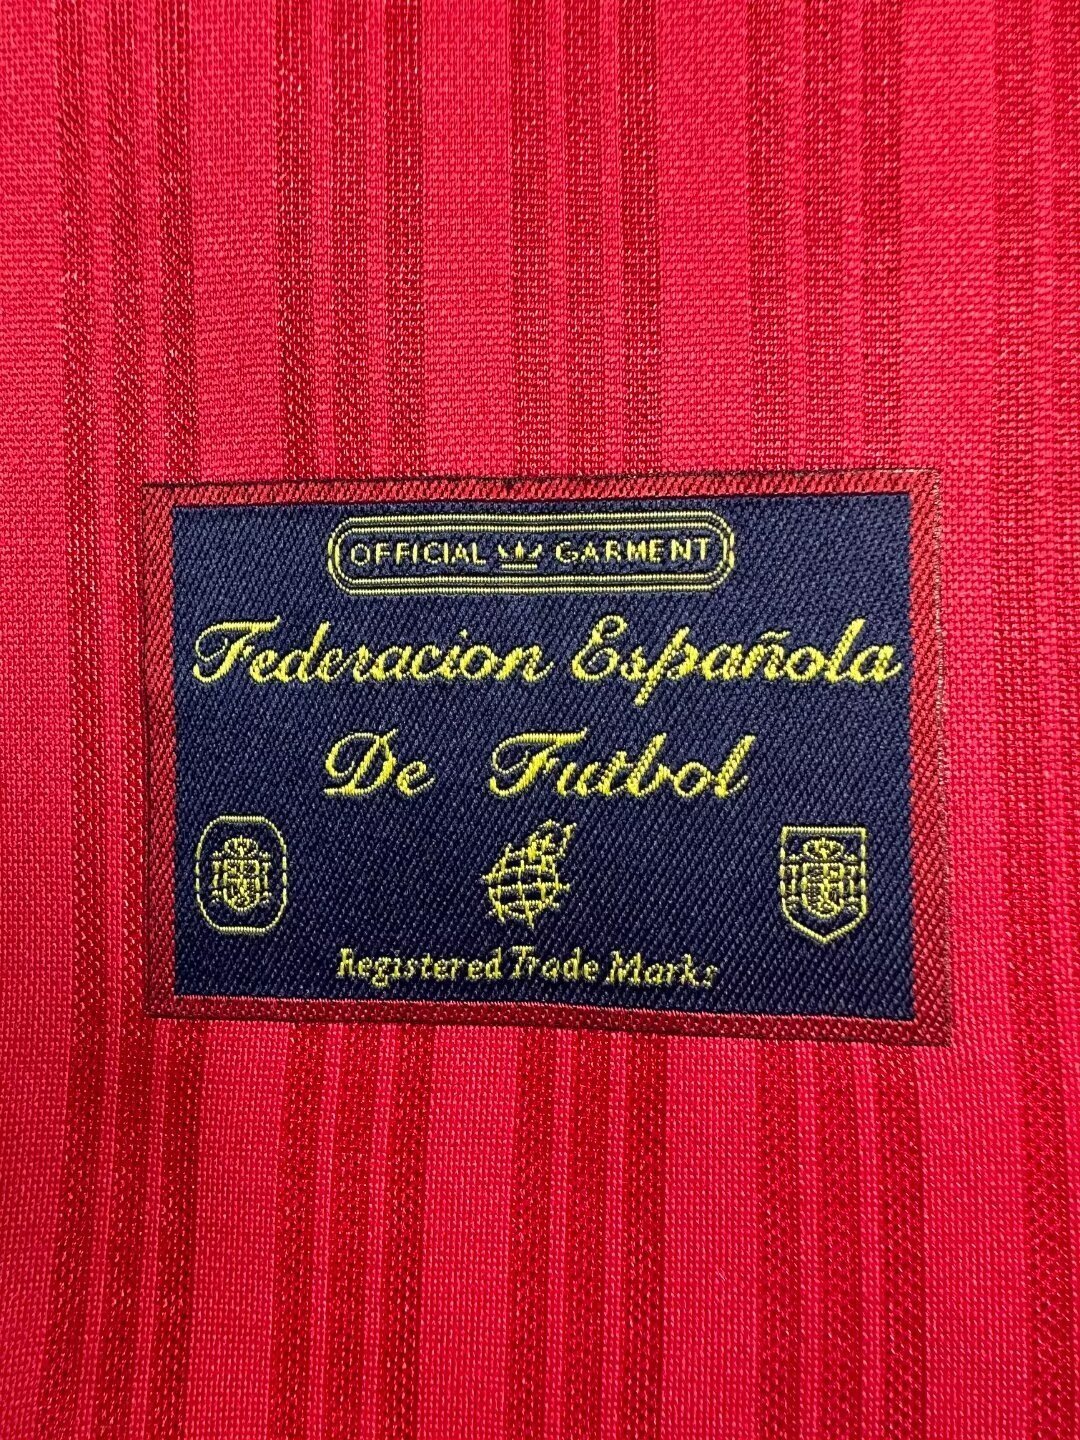 OFFICIAL GARMENT
Federacion Española
De Futbol
Registered Trade Marks